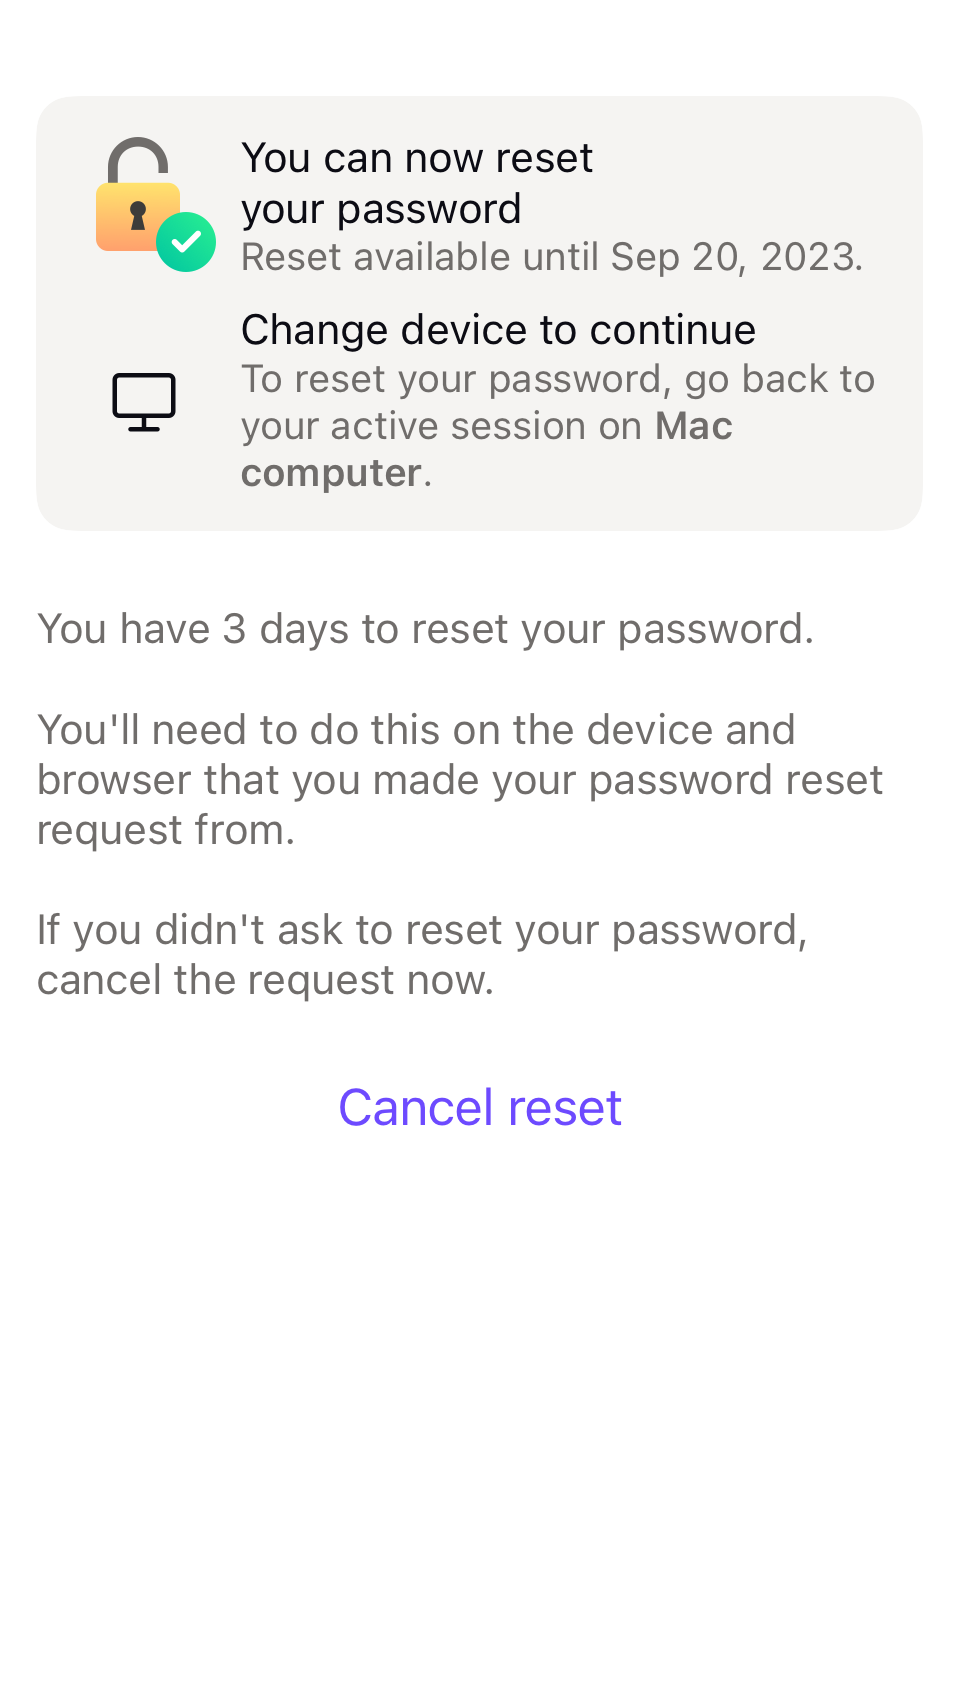 You can now reset
your password
Reset available until Sep 20, 2023.
Change device to continue
To reset your password, go back to
your active session on Mac
computer.
You have 3 days to reset your password.
You'll need to do this on the device and
browser that you made your password reset
request from.
If you didn't ask to reset your password,
cancel the request now.
Cancel reset